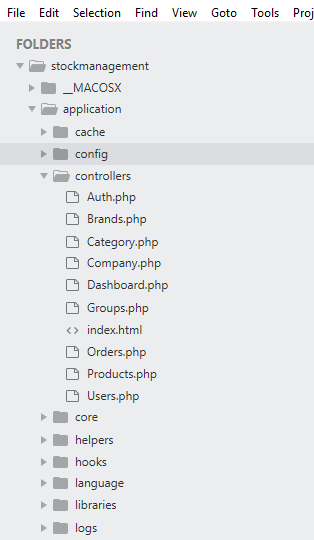 File Edit Selection Find View Goto Tools Proj
FOLDERS
stockmanagement
__MACOSX
application
cache
config
controllers
Auth.php
Brands.php
Category.php
Company.php
Dashboard.php
Groups.php
index.html
Orders.php
Products.php
Users.php
core
helpers
hooks
language
libraries
logs